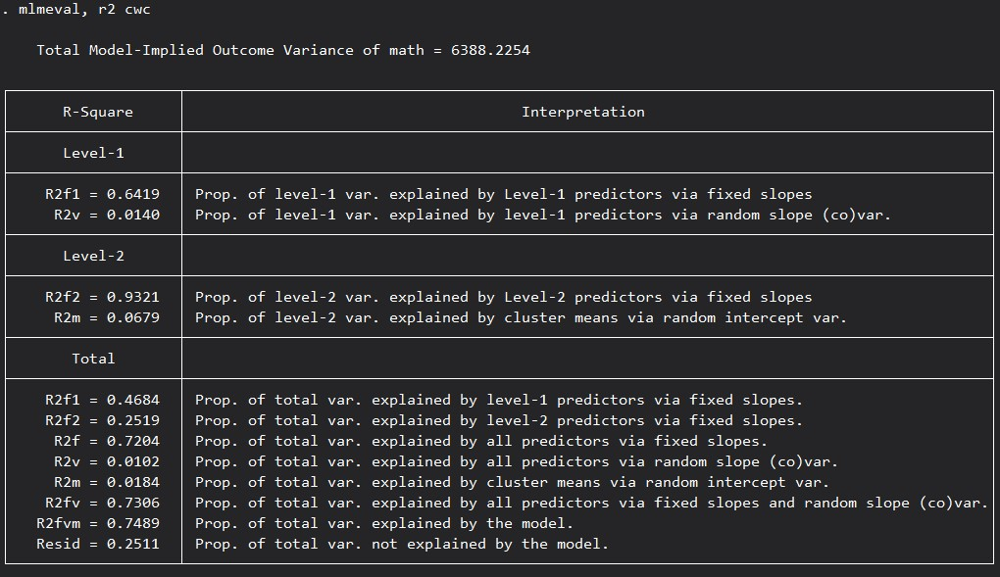 . mlmeval, r2 cwc
Total Model-Implied Outcome Variance of math = 6388.2254
R-Square Interpretation
Level-1
R2f1 = 0.6419 Prop. of level-1 var. explained by Level-1 predictors via fixed slopes
R2v = 0.0140 Prop. of level-1 var. explained by level-1 predictors via random slope (co)var.
Level-2
R2f2 = 0.9321 Prop. of level-2 var. explained by Level-2 predictors via fixed slopes
R2m = 0.0679 Prop. of level-2 var. explained by cluster means via random intercept var.
Total
R2f1 = 0.4684 Prop. of total var. explained by level-1 predictors via fixed slopes.
R2f2 = 0.2519 Prop. of total var. explained by level-2 predictors via fixed slopes.
R2f = 0.7204 Prop. of total var. explained by all predictors via fixed slopes.
R2v = 0.0102 Prop. of total var. explained by all predictors via random slope (co)var.
R2m = 0.0184 Prop. of total var. explained by cluster means via random intercept var.
R2fv = 0.7306 Prop. of total var. explained by all predictors via fixed slopes and random slope (co)var.
R2fvm = 0.7489 Prop. of total var. explained by the model.
Resid = 0.2511 Prop. of total var. not explained by the model.